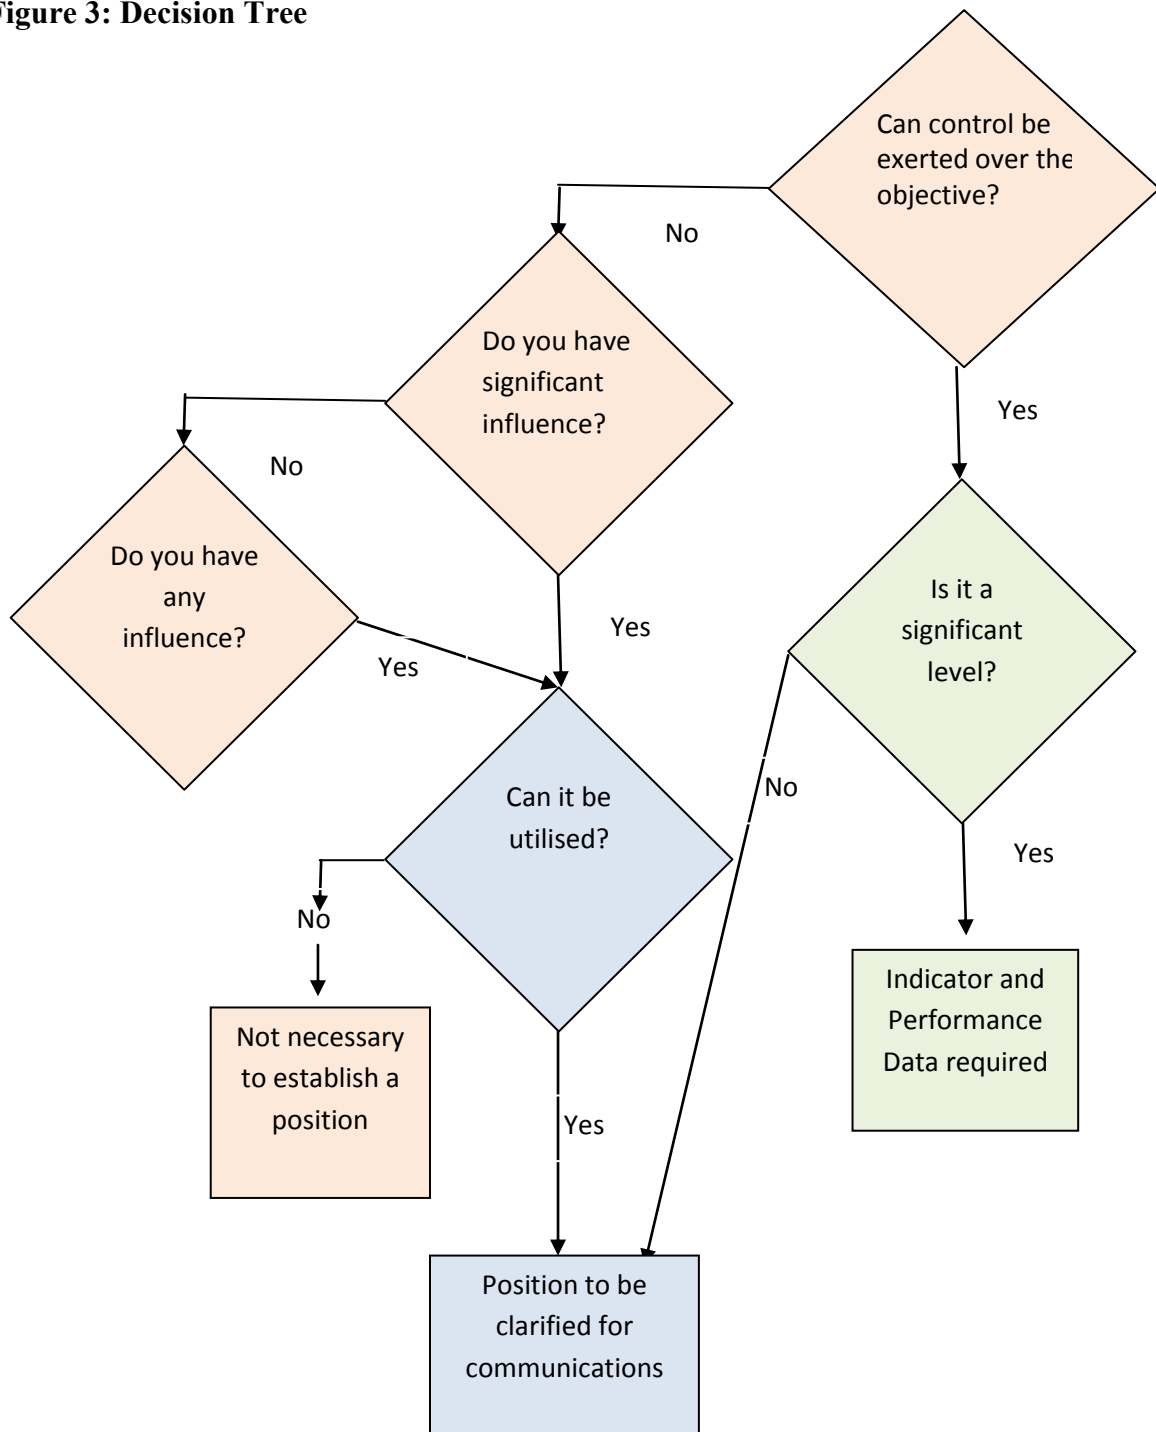 Figure 3: Decision Tree
Can control be
exerted over the
objective?
No
Do you have
significant
influence?
Yes
No
Do you have
any
influence?
Is it a
significant
level?
Yes
Yes
Can it be
utilised?
No
Yes
No
Indicator and
Performance
Data required
Not necessary
to establish a
position
Yes
Position to be
clarified for
communications